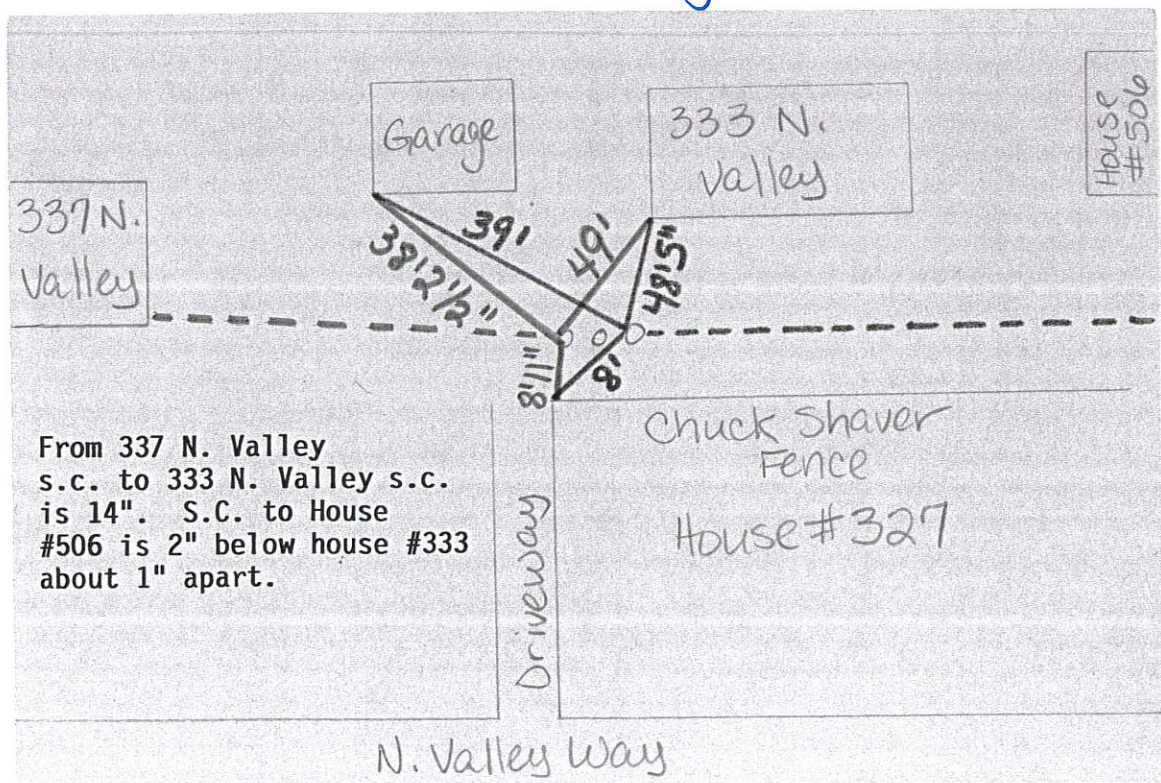 Garage
333 N.
Valley
House
#506
337 N.
Valley
39'
49'
38'2½"
48'5"
8'11"
8'
Chuck Shaver
Fence
House #327
From 337 N. Valley
s.c. to 333 N. Valley s.c.
is 14". S.C. to House
#506 is 2" below house #333
about 1" apart.
Driveway
N. Valley Way